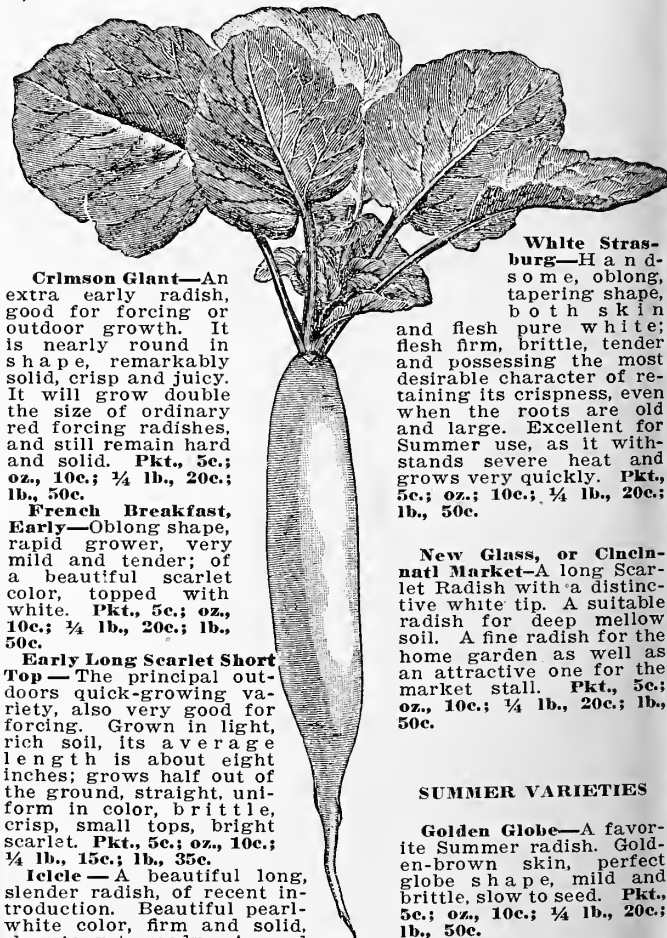 Crimson Giant—An
extra early radish,
good for forcing or
outdoor growth. It
is nearly round in
shape, remarkably
solid, crisp and juicy.
It will grow double
the size of ordinary
red forcing radishes,
and still remain hard
and solid. Pkt., 5c.;
oz., 10c.; ¼ lb., 20c.;
lb., 50c.
French Breakfast,
Early—Oblong shape,
rapid grower, very
mild and tender; of
a beautiful scarlet
color, topped with
white. Pkt., 5c.; oz.,
10c.; ¼ lb., 20c.; lb.,
50c.
Early Long Scarlet Short
Top—The principal out-
doors quick-growing va-
riety, also very good for
forcing. Grown in light,
rich soil, its average
length is about eight
inches; grows half out of
the ground, straight, uni-
form in color, brittle,
crisp, small tops, bright
scarlet. Pkt., 5c.; oz., 10c.;
¼ lb., 15c.; lb., 35c.
Icicle—A beautiful long,
slender radish, of recent in-
troduction. Beautiful pearl-
white color, firm and solid,
White Stras-
burg—Hand-
some, oblong,
tapering shape,
both skin
and flesh pure white;
flesh firm, brittle, tender
and possessing the most
desirable character of re-
taining its crispness, even
when the roots are old
and large. Excellent for
Summer use, as it with-
stands severe heat and
grows very quickly. Pkt.,
5c.; oz.; 10c.; ¼ lb., 20c.;
lb., 50c.
New Glass, or Cincin-
nati Market—A long Scar-
let Radish with a distinc-
tive white tip. A suitable
radish for deep mellow
soil. A fine radish for the
home garden as well as
an attractive one for the
market stall. Pkt., 5c.;
oz., 10c.; ¼ lb., 20c.; lb.,
50c.
SUMMER VARIETIES
Golden Globe—A favor-
ite Summer radish. Gold-
en-brown skin, perfect
globe shape, mild and
brittle, slow to seed. Pkt.,
5c.; oz., 10c.; ¼ lb., 20c.;
lb., 50c.